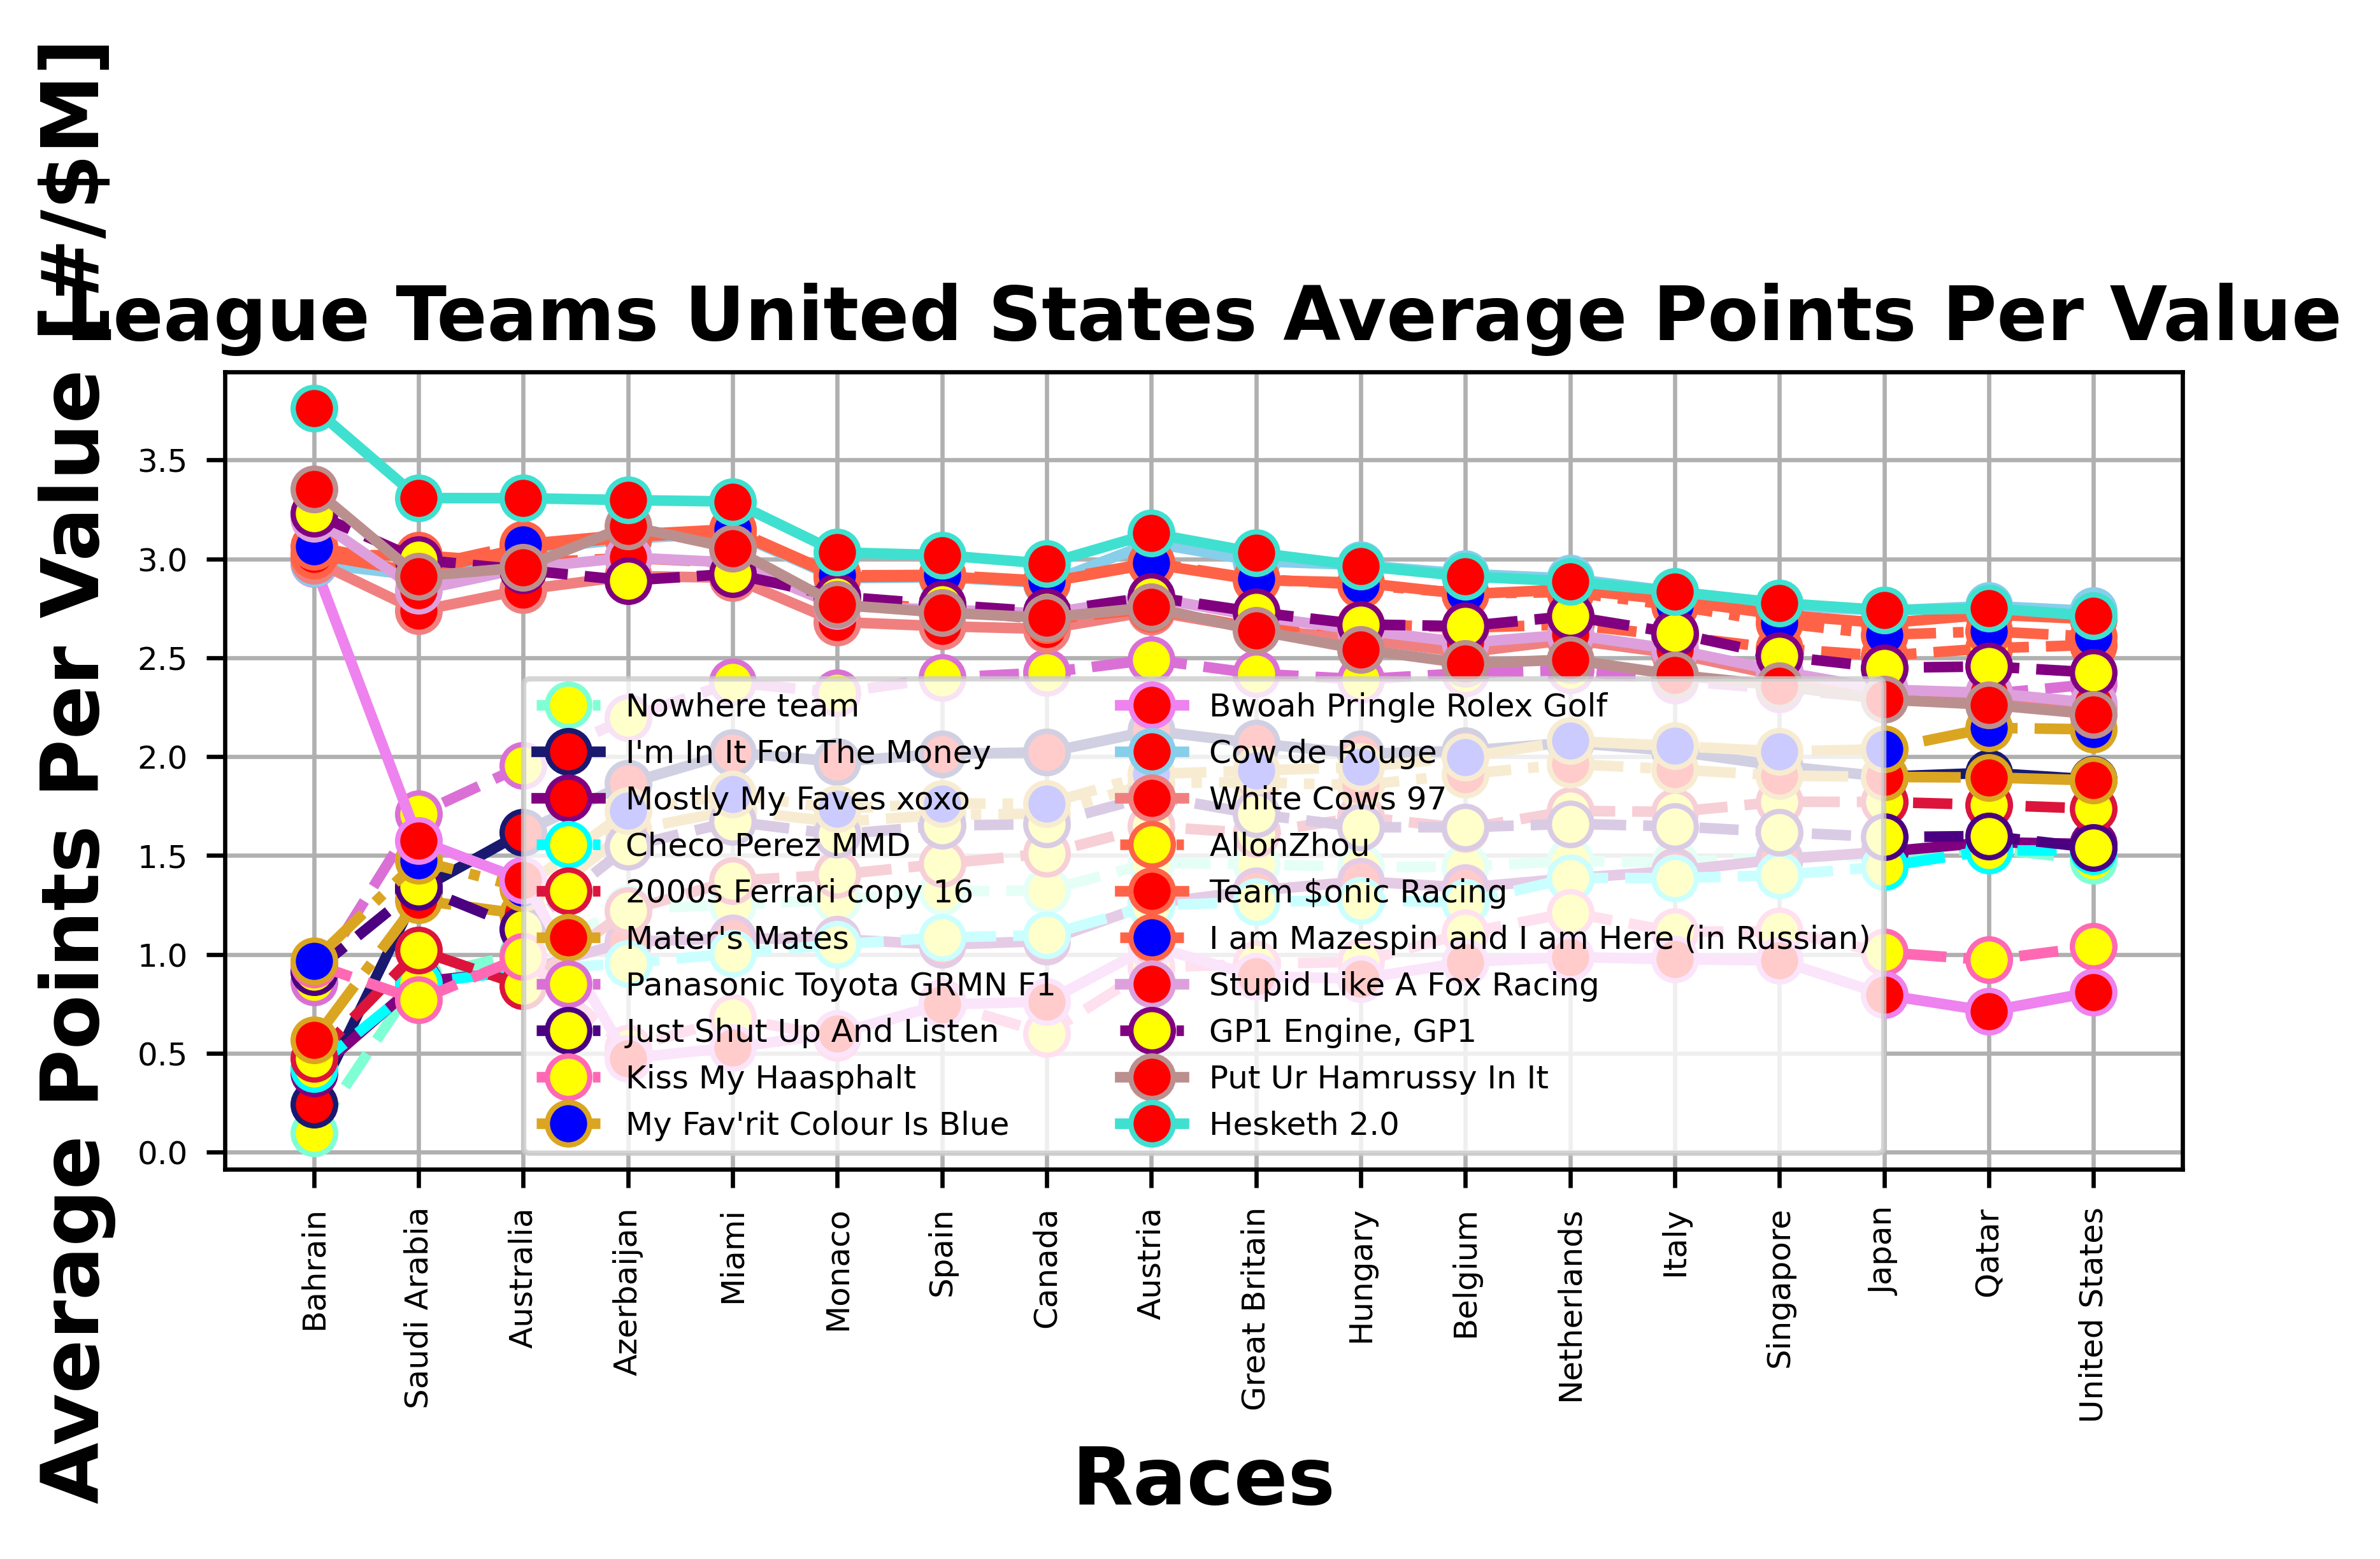 League Teams United States Average Points Per Value
Average Points Per Value [#/$M]
3.5
3.0
2.5
2.0
1.5
1.0
0.5
0.0
Nowhere team
I'm In It For The Money
Mostly My Faves xoxo
Checo Perez MMD
2000s Ferrari copy 16
Mater's Mates
Panasonic Toyota GRMN F1
Just Shut Up And Listen
Kiss My Haasphalt
My Fav'rit Colour Is Blue
Bwoah Pringle Rolex Golf
Cow de Rouge
White Cows 97
AllonZhou
Team $onic Racing
I am Mazespin and I am Here (in Russian)
Stupid Like A Fox Racing
GP1 Engine, GP1
Put Ur Hamrussy In It
Hesketh 2.0
Bahrain
Saudi Arabia
Australia
Azerbaijan
Miami
Monaco
Spain
Canada
Austria
Great Britain
Hungary
Belgium
Netherlands
Italy
Singapore
Japan
Qatar
United States
Races